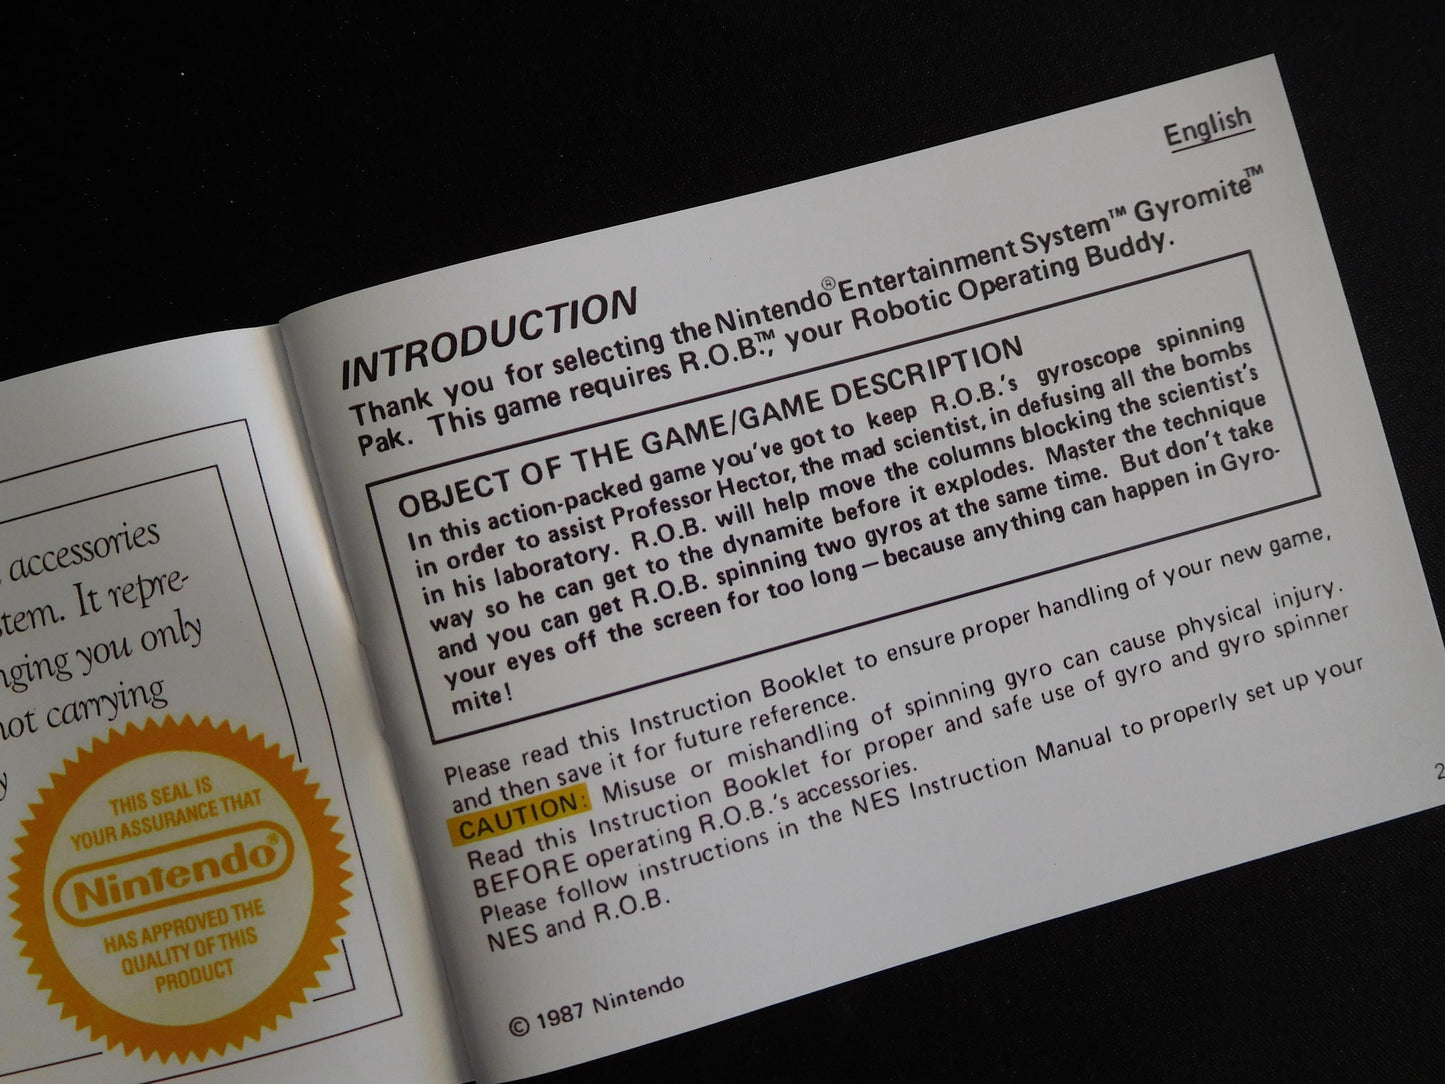 accessories
stem. It repre-
nging you only
not carrying
y
THIS SEAL IS
YOUR ASSURANCE THAT
Nintendo®
HAS APPROVED THE
QUALITY OF THIS
PRODUCT
English
INTRODUCTION
Thank you for selecting the Nintendo® Entertainment System™ Gyromite™
Pak. This game requires R.O.B.™, your Robotic Operating Buddy.
OBJECT OF THE GAME/GAME DESCRIPTION
In this action-packed game you've got to keep R.O.B.'s gyroscope spinning
in order to assist Professor Hector, the mad scientist, in defusing all the bombs
in his laboratory. R.O.B. will help move the columns blocking the scientist's
way so he can get to the dynamite before it explodes. Master the technique
and you can get R.O.B. spinning two gyros at the same time. But don't take
your eyes off the screen for too long — because anything can happen in Gyro-
mite!
Please read this Instruction Booklet to ensure proper handling of your new game,
and then save it for future reference.
CAUTION: Misuse or mishandling of spinning gyro can cause physical injury.
Read this Instruction Booklet for proper and safe use of gyro and gyro spinner
BEFORE operating R.O.B.'s accessories.
Please follow instructions in the NES Instruction Manual to properly set up your
NES and R.O.B.
© 1987 Nintendo
2